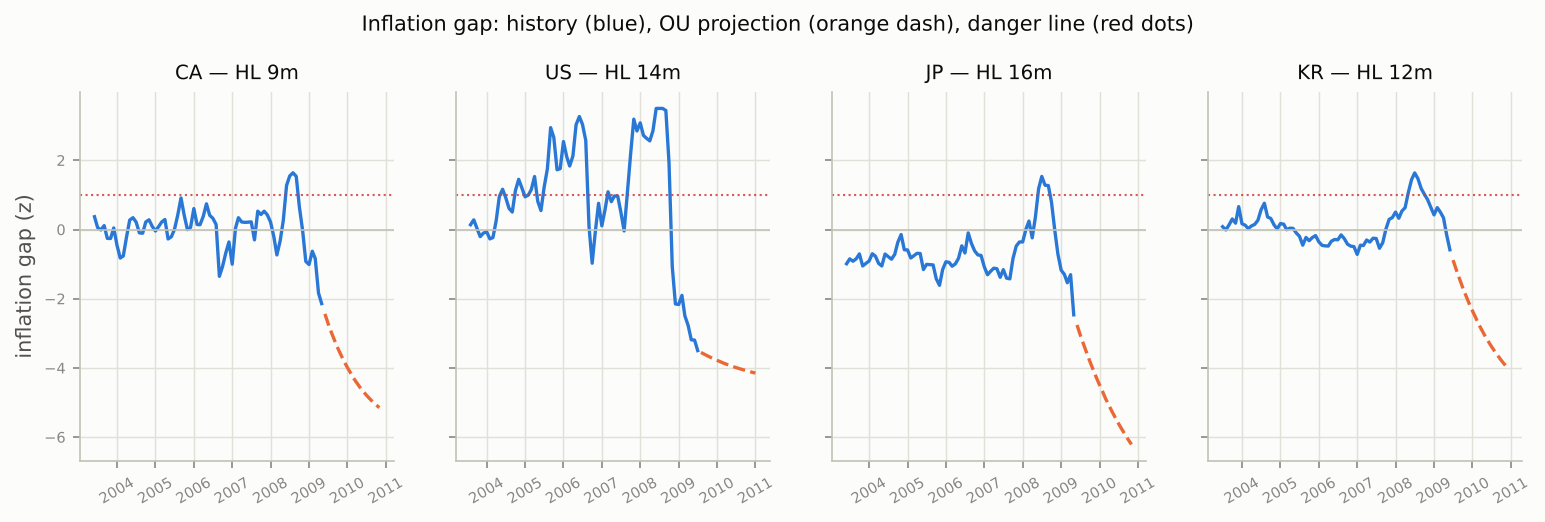 Inflation gap: history (blue), OU projection (orange dash), danger line (red dots)
CA — HL 9m
US — HL 14m
JP — HL 16m
KR — HL 12m
inflation gap (z)
2
0
−2
−4
−6
2004 2005 2006 2007 2008 2009 2010 2011
2004 2005 2006 2007 2008 2009 2010 2011
2004 2005 2006 2007 2008 2009 2010 2011
2004 2005 2006 2007 2008 2009 2010 2011